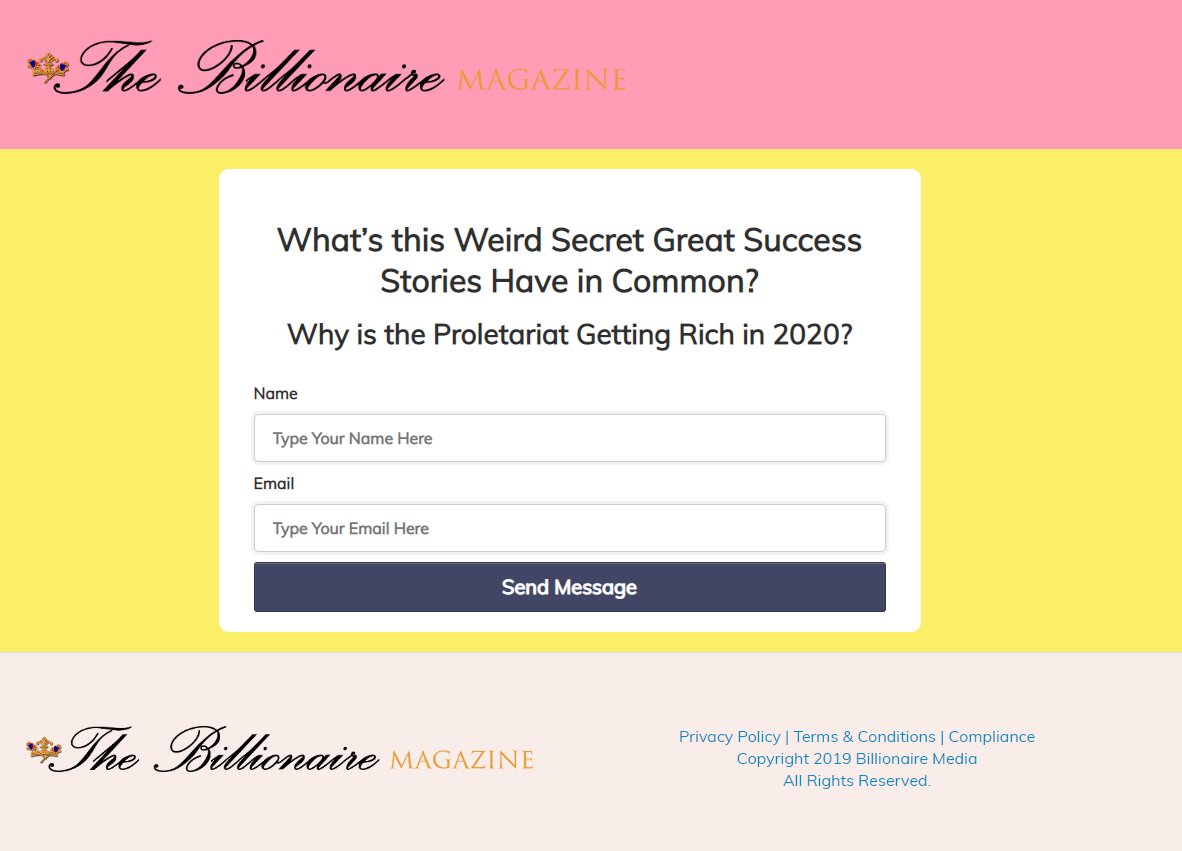 The Billionaire MAGAZINE
What’s this Weird Secret Great Success
Stories Have in Common?
Why is the Proletariat Getting Rich in 2020?
Name
Type Your Name Here
Email
Type Your Email Here
Send Message
The Billionaire MAGAZINE
Privacy Policy | Terms & Conditions | Compliance
Copyright 2019 Billionaire Media
All Rights Reserved.